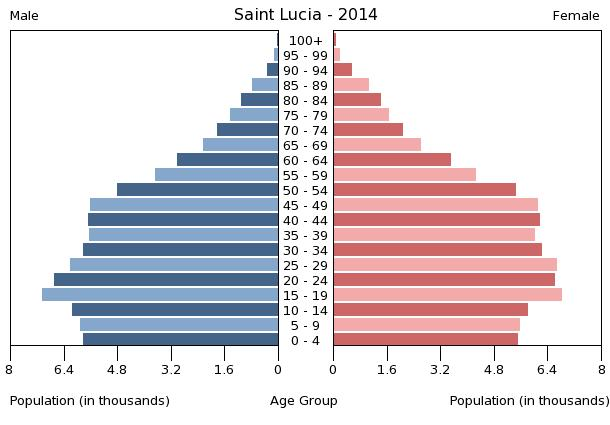 Saint Lucia - 2014
Male Female
100+
95 - 99
90 - 94
85 - 89
80 - 84
75 - 79
70 - 74
65 - 69
60 - 64
55 - 59
50 - 54
45 - 49
40 - 44
35 - 39
30 - 34
25 - 29
20 - 24
15 - 19
10 - 14
5 - 9
0 - 4
8 6.4 4.8 3.2 1.6 0 0 1.6 3.2 4.8 6.4 8
Population (in thousands) Age Group Population (in thousands)